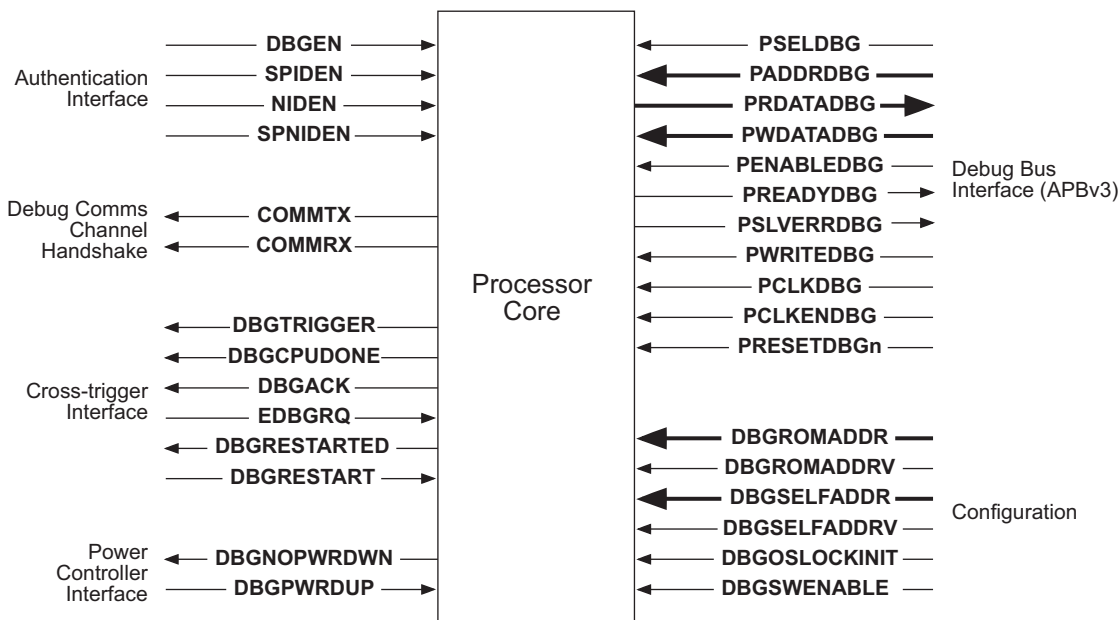 Authentication
Interface
DBGEN
SPIDEN
NIDEN
SPNIDEN
Debug Comms
Channel
Handshake
COMMTX
COMMRX
Cross-trigger
Interface
DBGTRIGGER
DBGCPUDONE
DBGACK
EDBGRQ
DBGRESTARTED
DBGRESTART
Power
Controller
Interface
DBGNOPWRDWN
DBGPWRDUP
Processor
Core
PSELDBG
PADDRDBG
PRDATADBG
PWDATADBG
PENABLEDBG
PREADYDBG
PSLVERRDBG
PWRITEDBG
PCLKDBG
PCLKENDBG
PRESETDBGn
Debug Bus
Interface (APBv3)
DBGROMADDR
DBGROMADDRV
DBGSELFADDR
DBGSELFADDRV
DBGOSLOCKINIT
DBGSWENABLE
Configuration